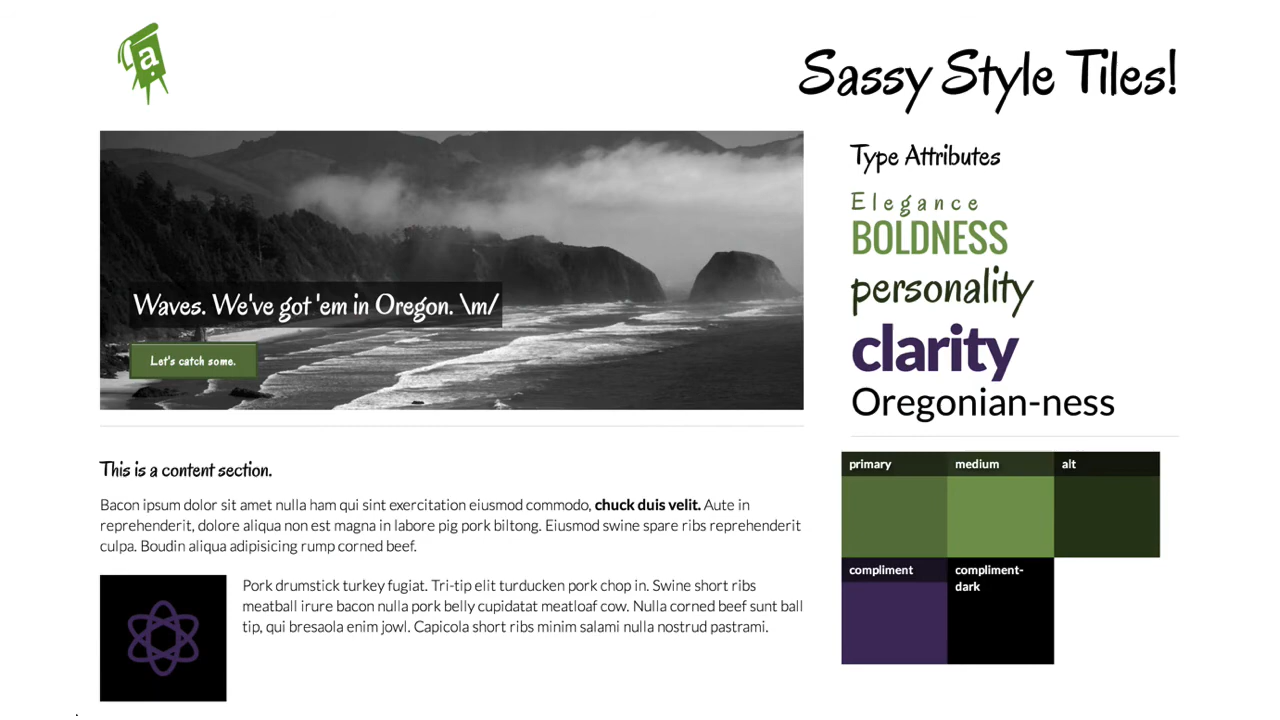 a
Sassy Style Tiles!
Waves. We've got 'em in Oregon. \m/
Let's catch some.
This is a content section.
Bacon ipsum dolor sit amet nulla ham qui sint exercitation eiusmod commodo, chuck duis velit. Aute in
reprehenderit, dolore aliqua non est magna in labore pig pork biltong. Eiusmod swine spare ribs reprehenderit
culpa. Boudin aliqua adipisicing rump corned beef.
Pork drumstick turkey fugiat. Tri-tip elit turducken pork chop in. Swine short ribs
meatball irure bacon nulla pork belly cupidatat meatloaf cow. Nulla corned beef sunt ball
tip, qui bresaola enim jowl. Capicola short ribs minim salami nulla nostrud pastrami.
Type Attributes
Elegance
BOLDNESS
personality
clarity
Oregonian-ness
primary medium alt
compliment compliment-
dark